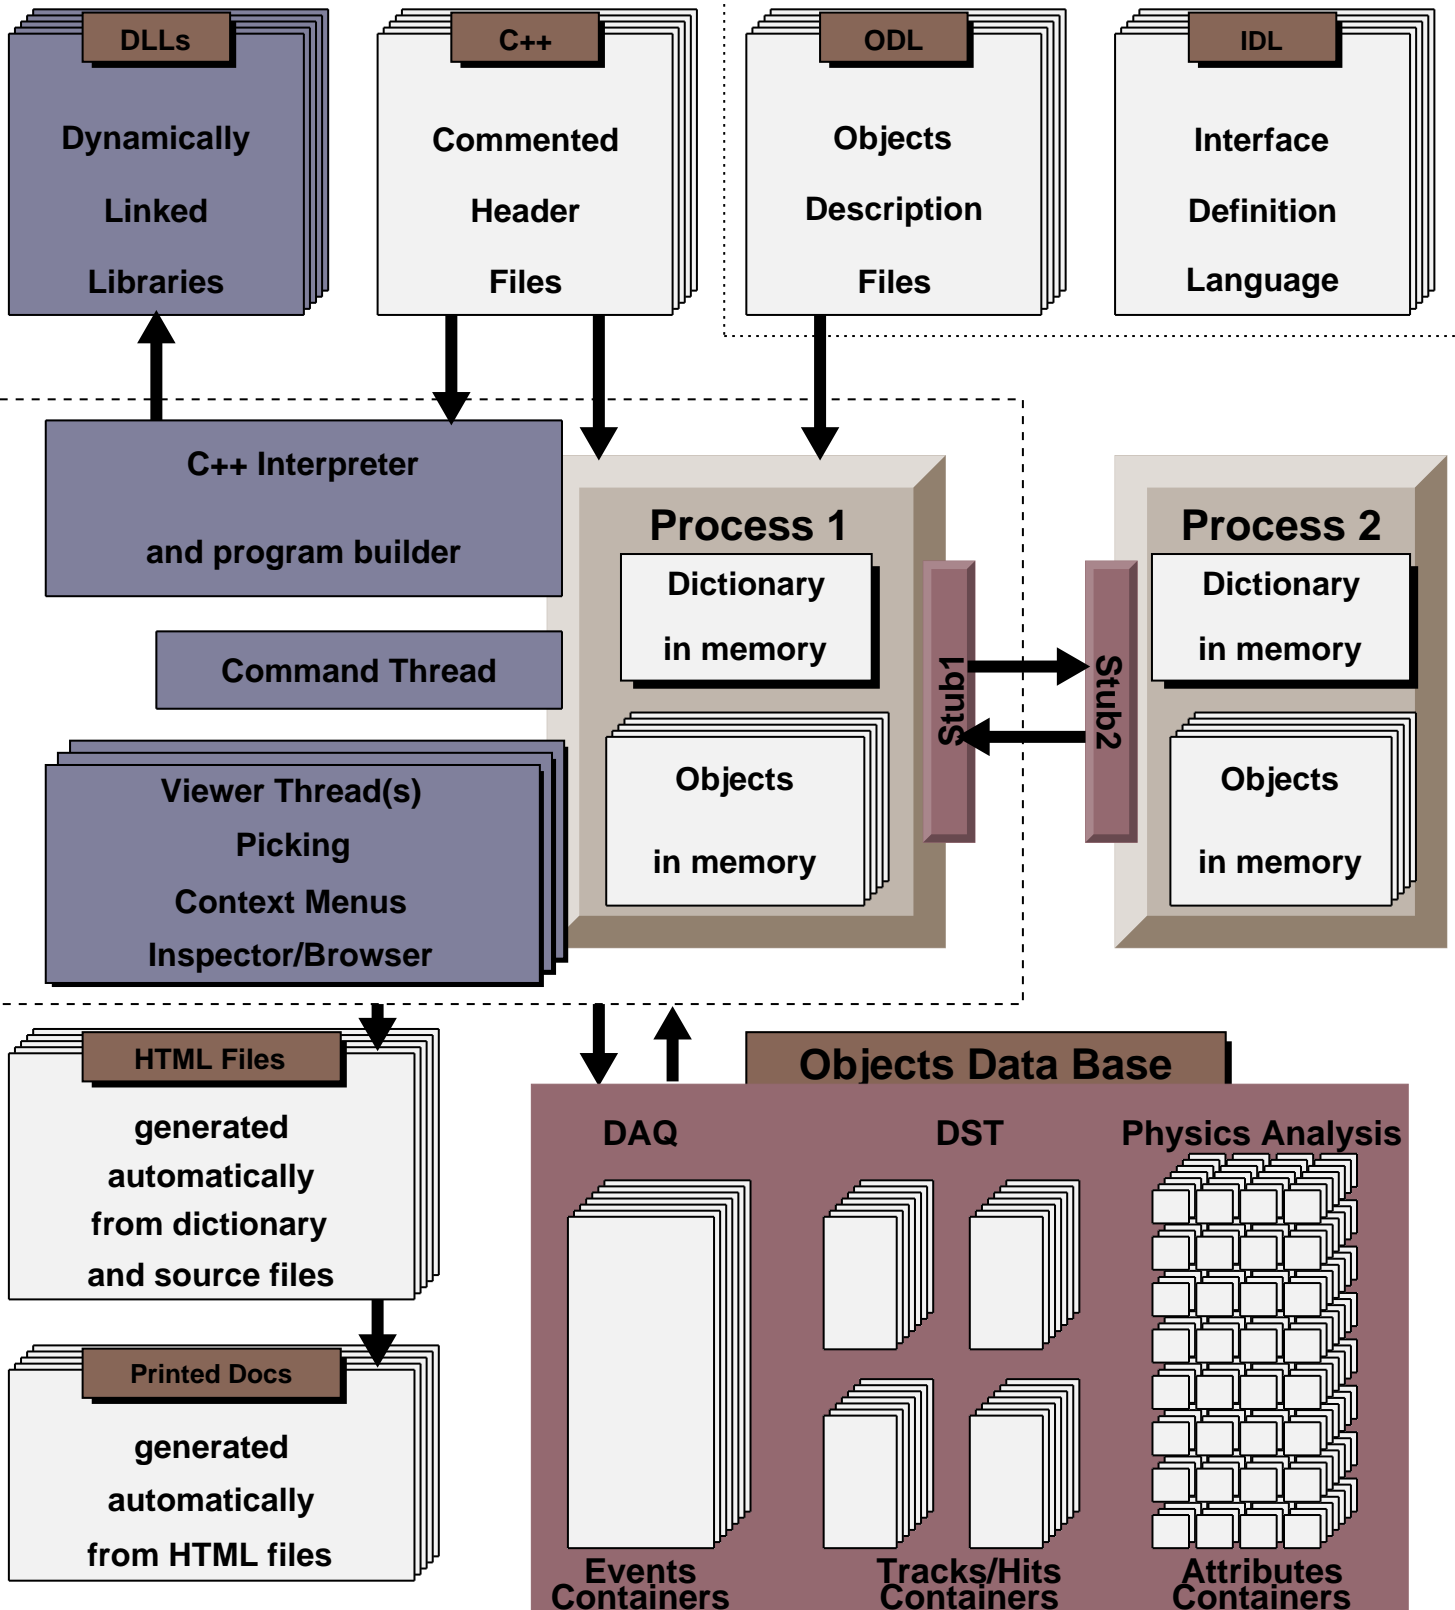 DLLs
Dynamically
Linked
Libraries
C++
Commented
Header
Files
ODL
Objects
Description
Files
IDL
Interface
Definition
Language
C++ Interpreter
and program builder
Command Thread
Viewer Thread(s)
Picking
Context Menus
Inspector/Browser
Process 1
Dictionary
in memory
Objects
in memory
Stub1
Stub2
Process 2
Dictionary
in memory
Objects
in memory
HTML Files
generated
automatically
from dictionary
and source files
Printed Docs
generated
automatically
from HTML files
Objects Data Base
DAQ
Events
Containers
DST
Tracks/Hits
Containers
Physics Analysis
Attributes
Containers